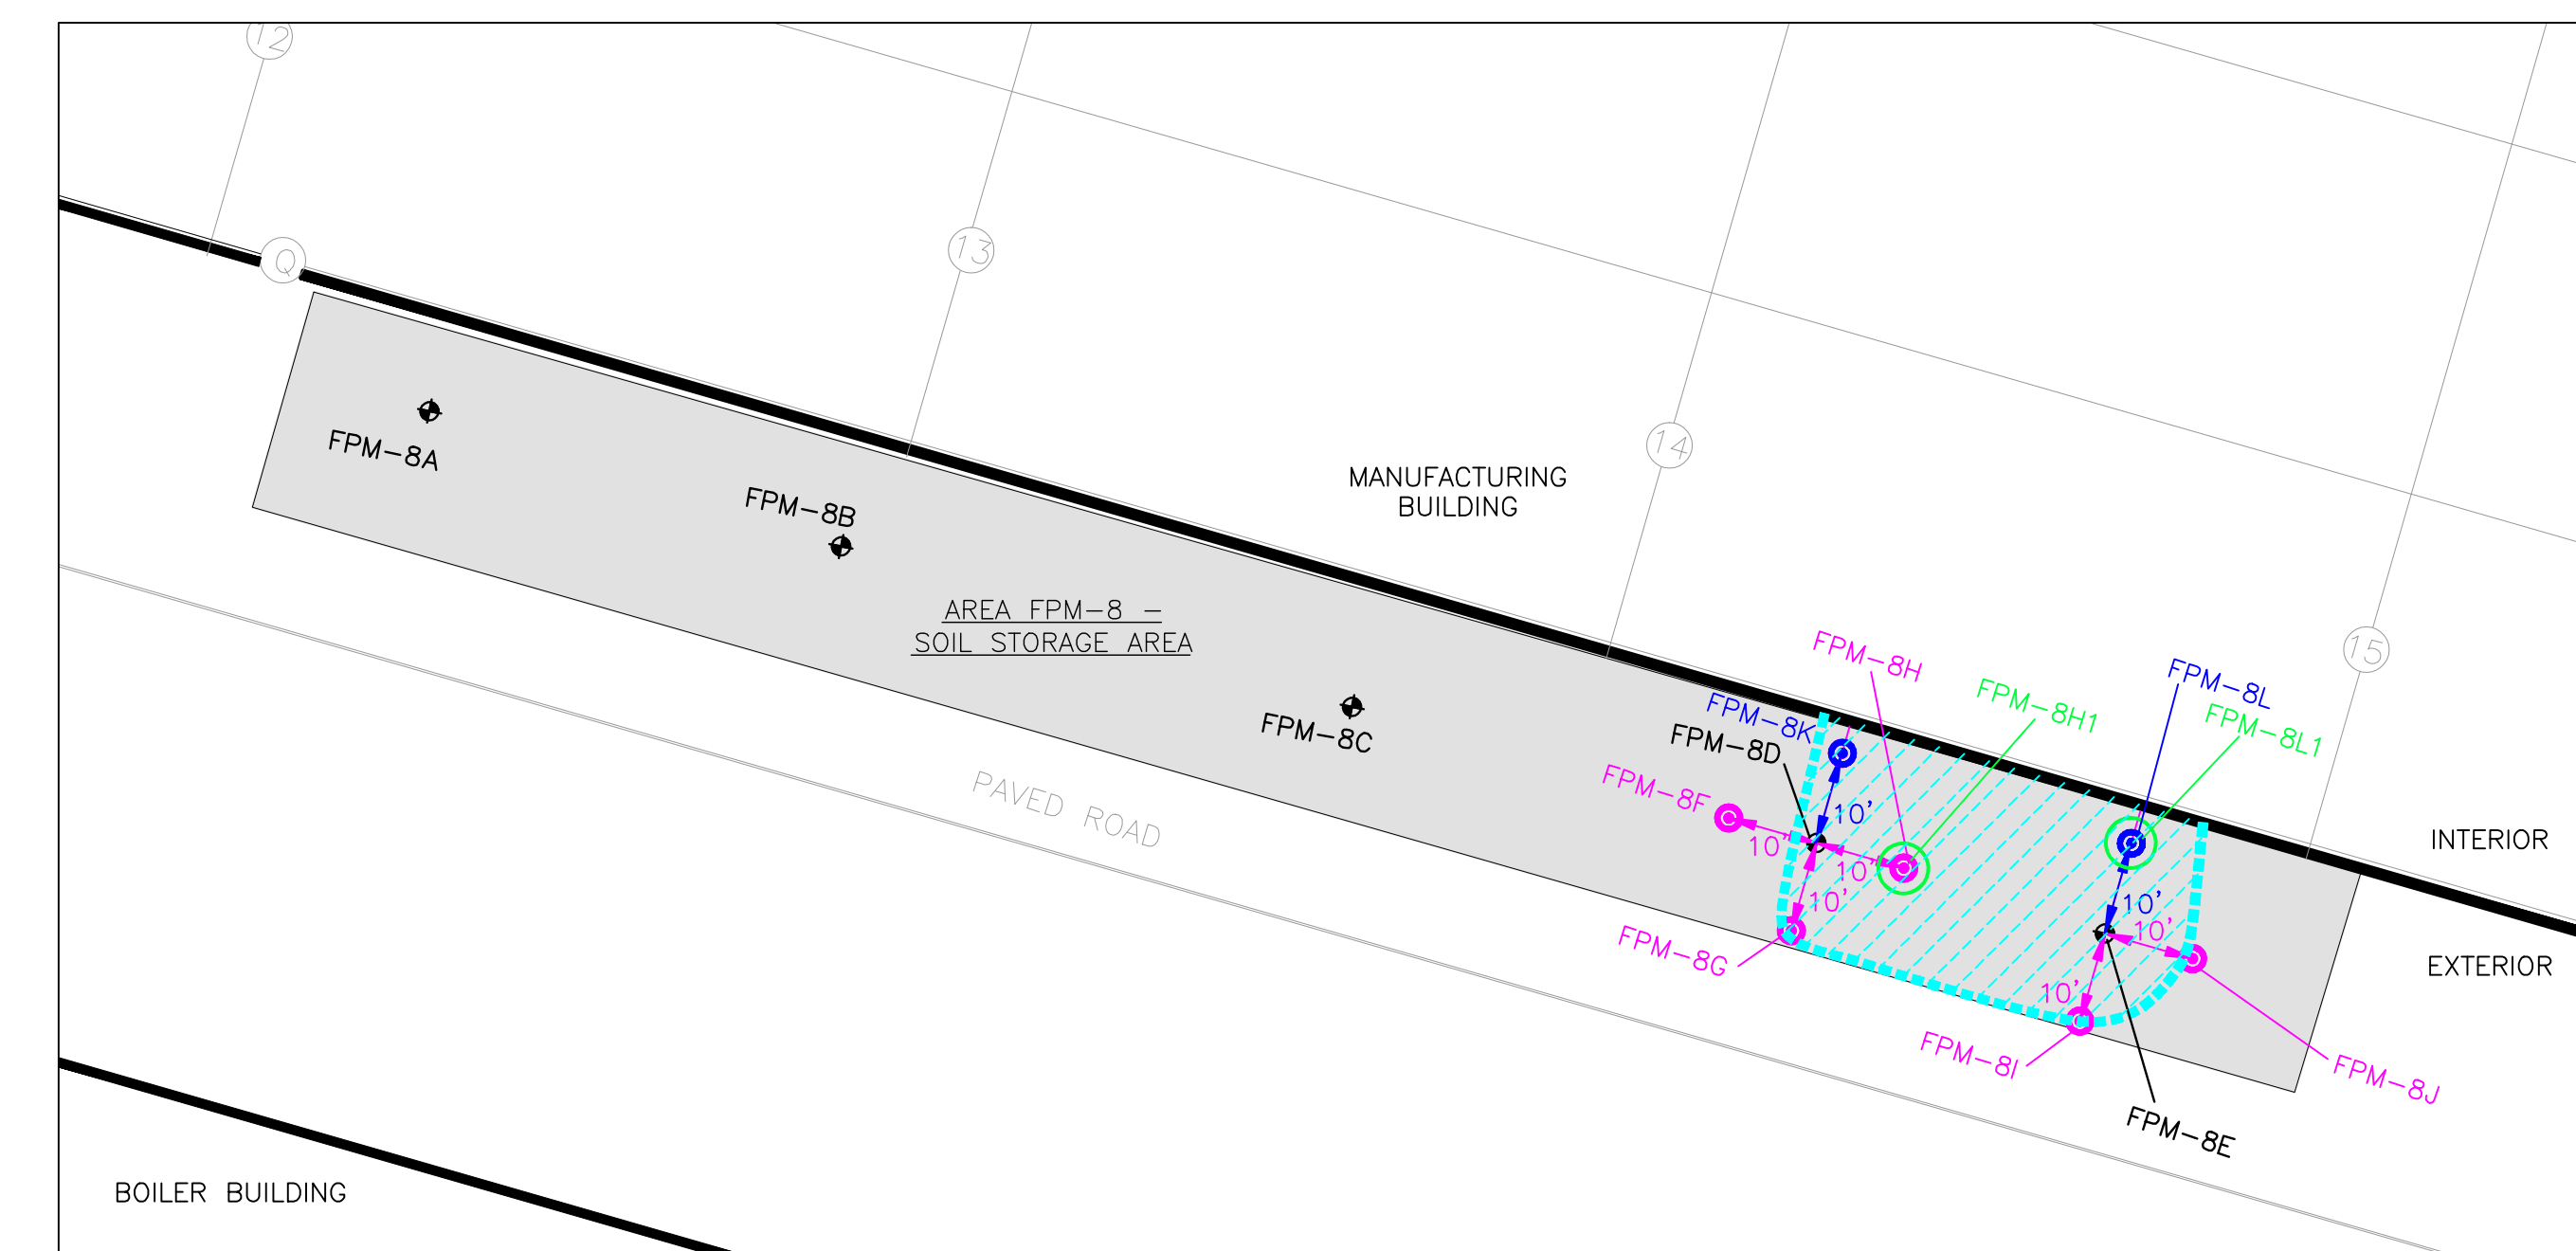 12
Q
13
14
15
MANUFACTURING
BUILDING
FPM-8A
FPM-8B
AREA FPM-8 -
SOIL STORAGE AREA
FPM-8C
PAVED ROAD
FPM-8H
FPM-8H1
FPM-8L
FPM-8L1
FPM-8K
FPM-8D
FPM-8F
10'
10'
10'
10'
FPM-8G
10'
10'
10'
FPM-8I
FPM-8J
FPM-8E
INTERIOR
EXTERIOR
BOILER BUILDING